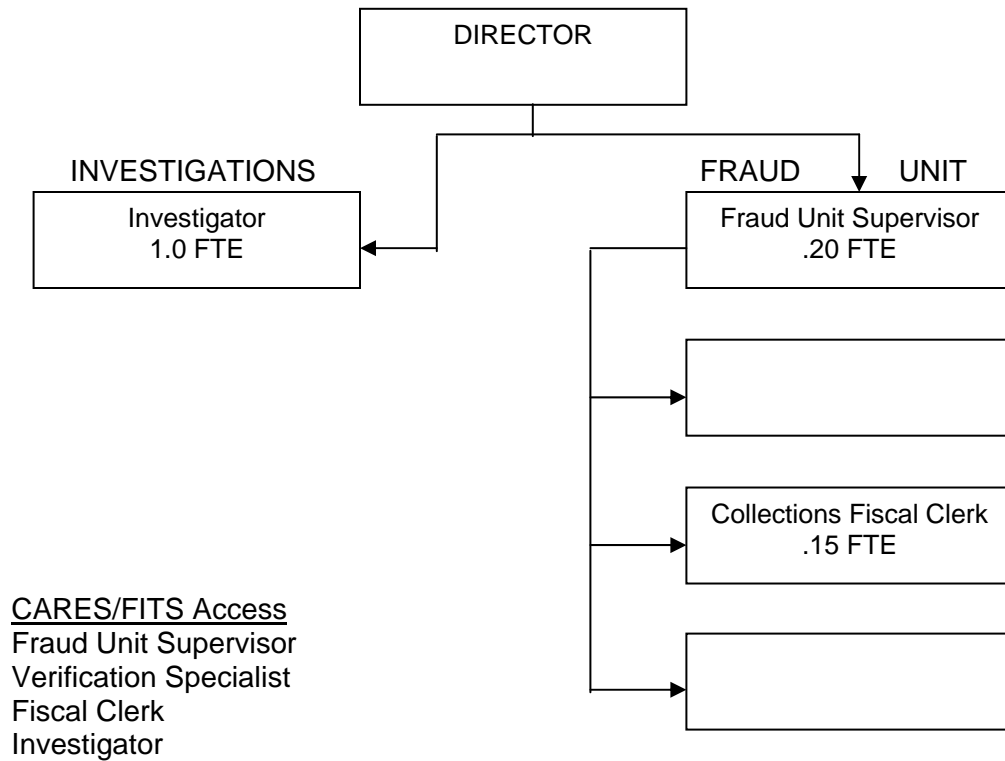 DIRECTOR
INVESTIGATIONS
Investigator
1.0 FTE
FRAUD UNIT
Fraud Unit Supervisor
.20 FTE
Collections Fiscal Clerk
.15 FTE
CARES/FITS Access
Fraud Unit Supervisor
Verification Specialist
Fiscal Clerk
Investigator